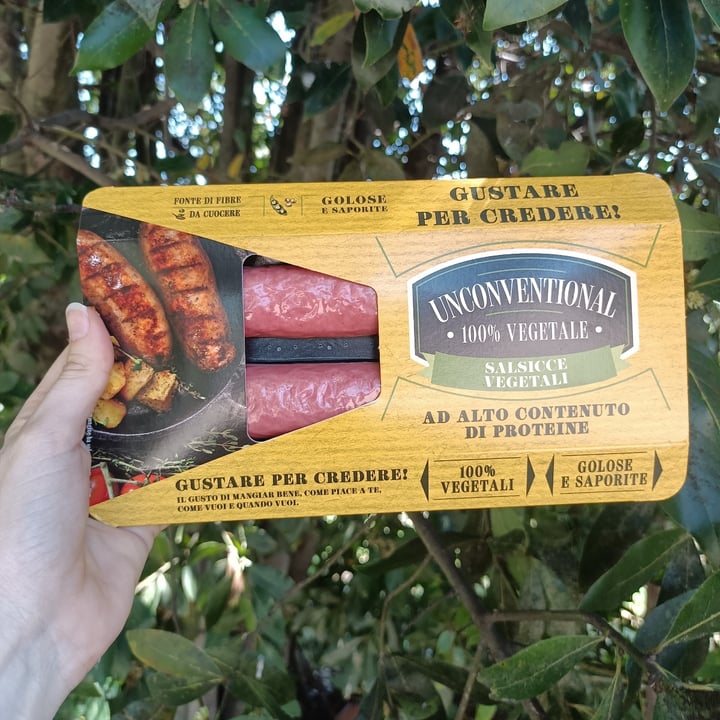 FONTE DI FIBRE
DA CUOCERE
GOLOSE
E SAPORITE
GUSTARE
PER CREDERE!
UNCONVENTIONAL
• 100% VEGETALE •
SALSICCE
VEGETALI
AD ALTO CONTENUTO
DI PROTEINE
GUSTARE PER CREDERE!
IL GUSTO DI MANGIAR BENE, COME PIACE A TE,
COME VUOI E QUANDO VUOI.
100%
VEGETALI
GOLOSE
E SAPORITE